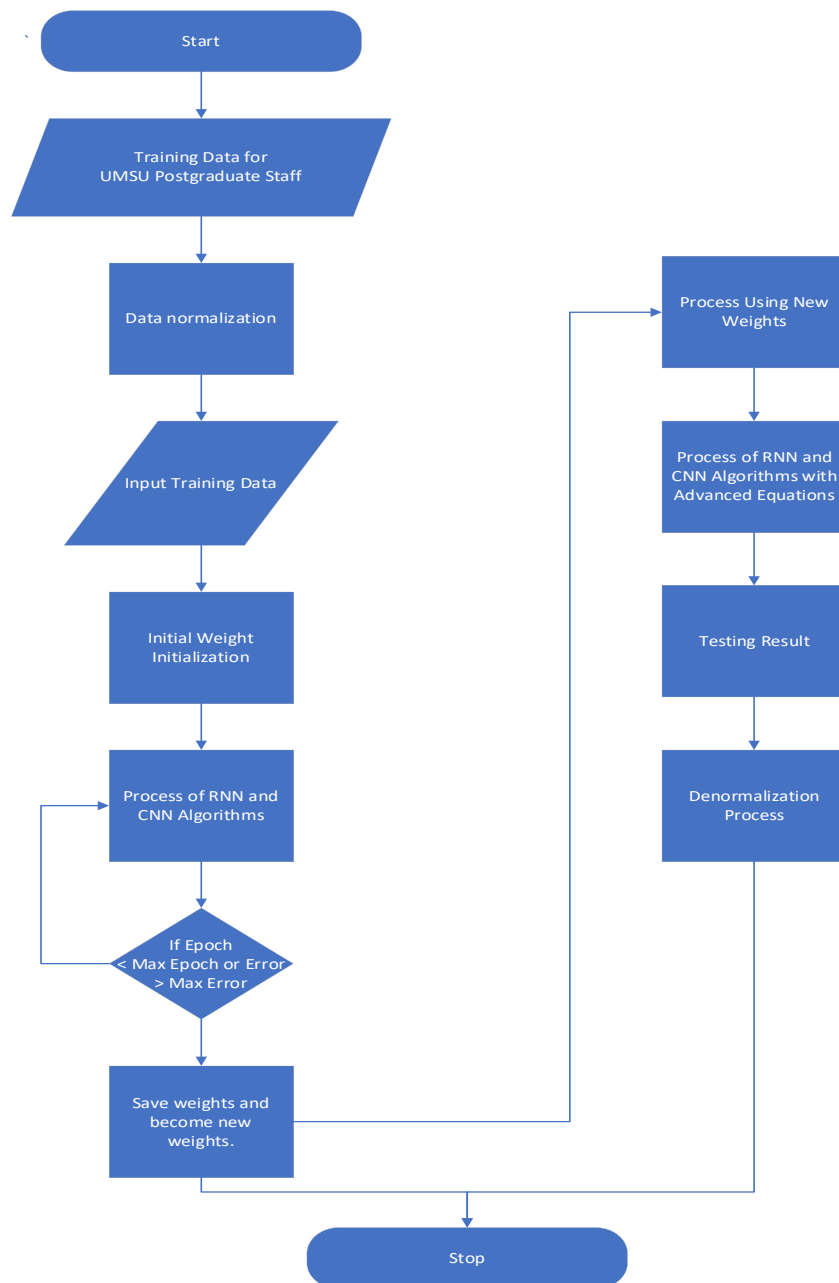 `
Start
Training Data for
UMSU Postgraduate Staff
Data normalization
Input Training Data
Initial Weight
Initialization
Process of RNN and
CNN Algorithms
If Epoch
< Max Epoch or Error
> Max Error
Save weights and
become new
weights.
Process Using New
Weights
Process of RNN and
CNN Algorithms with
Advanced Equations
Testing Result
Denormalization
Process
Stop